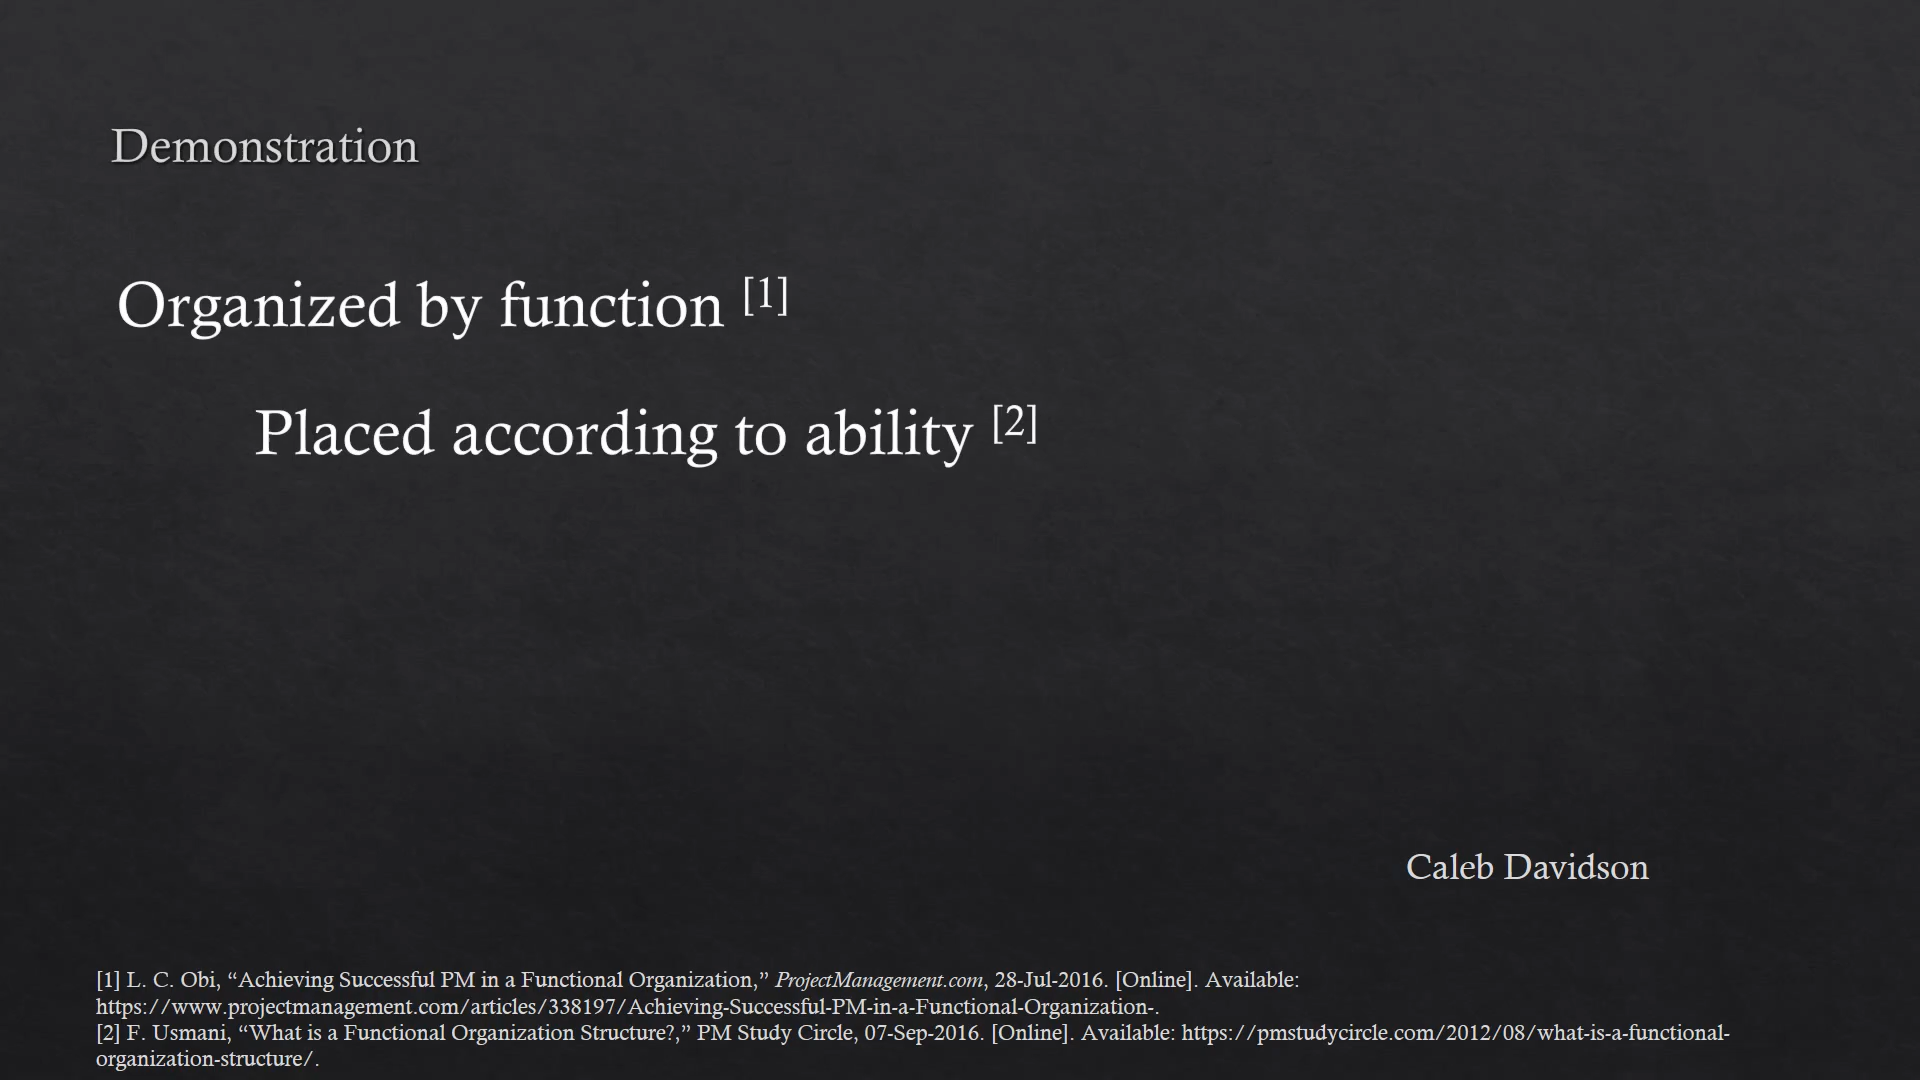 Demonstration
Organized by function [1]
Placed according to ability [2]
Caleb Davidson
[1] L. C. Obi, “Achieving Successful PM in a Functional Organization,” ProjectManagement.com, 28-Jul-2016. [Online]. Available:
https://www.projectmanagement.com/articles/338197/Achieving-Successful-PM-in-a-Functional-Organization-.
[2] F. Usmani, “What is a Functional Organization Structure?,” PM Study Circle, 07-Sep-2016. [Online]. Available: https://pmstudycircle.com/2012/08/what-is-a-functional-
organization-structure/.